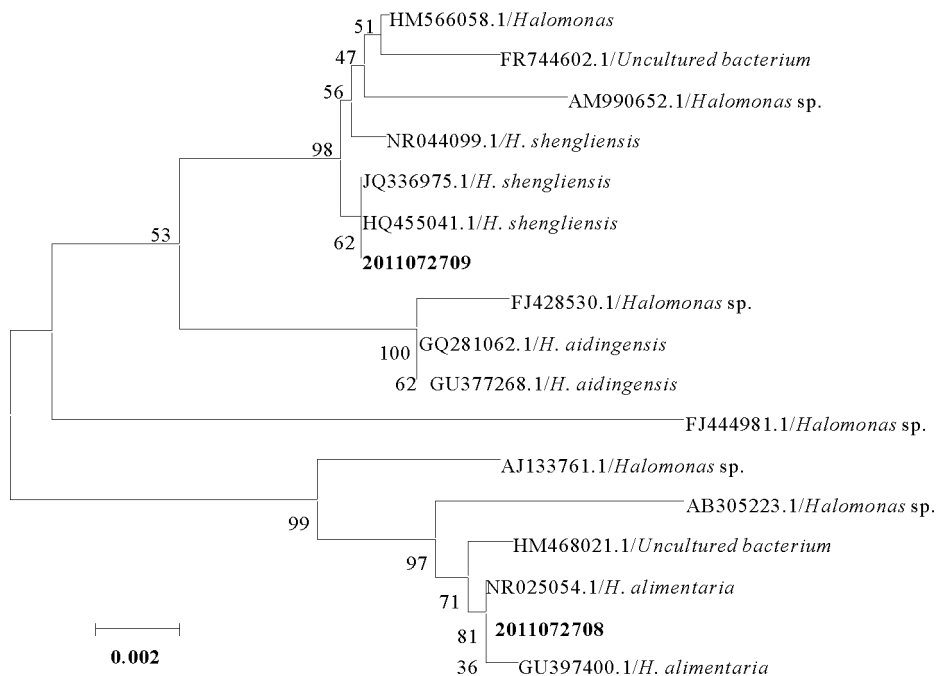 HM566058.1/Halomonas
51
FR744602.1/Uncultured bacterium
47
56
AM990652.1/Halomonas sp.
NR044099.1/H. shengliensis
98
JQ336975.1/H. shengliensis
HQ455041.1/H. shengliensis
53
62
2011072709
FJ428530.1/Halomonas sp.
GQ281062.1/H. aidingensis
100
62 GU377268.1/H. aidingensis
FJ444981.1/Halomonas sp.
AJ133761.1/Halomonas sp.
AB305223.1/Halomonas sp.
99
HM468021.1/Uncultured bacterium
97
NR025054.1/H. alimentaria
71
2011072708
81
0.002
36 GU397400.1/H. alimentaria